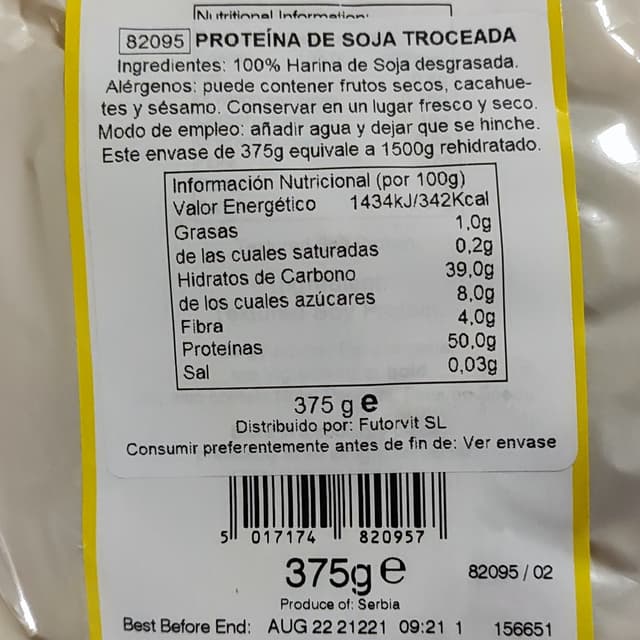 Nutritional Information:
82095 PROTEÍNA DE SOJA TROCEADA
Ingredientes: 100% Harina de Soja desgrasada.
Alérgenos: puede contener frutos secos, cacahue-
tes y sésamo. Conservar en un lugar fresco y seco.
Modo de empleo: añadir agua y dejar que se hinche.
Este envase de 375g equivale a 1500g rehidratado.
Información Nutricional (por 100g)
Valor Energético 1434kJ/342Kcal
Grasas 1,0g
de las cuales saturadas 0,2g
Hidratos de Carbono 39,0g
de los cuales azúcares 8,0g
Fibra 4,0g
Proteínas 50,0g
Sal 0,03g
375 g e
Distribuido por: Futorvit SL
Consumir preferentemente antes de fin de: Ver envase
5 017174 820957
375g e 82095 / 02
Produce of: Serbia
Best Before End: AUG 22 21221 09:21 1 156651